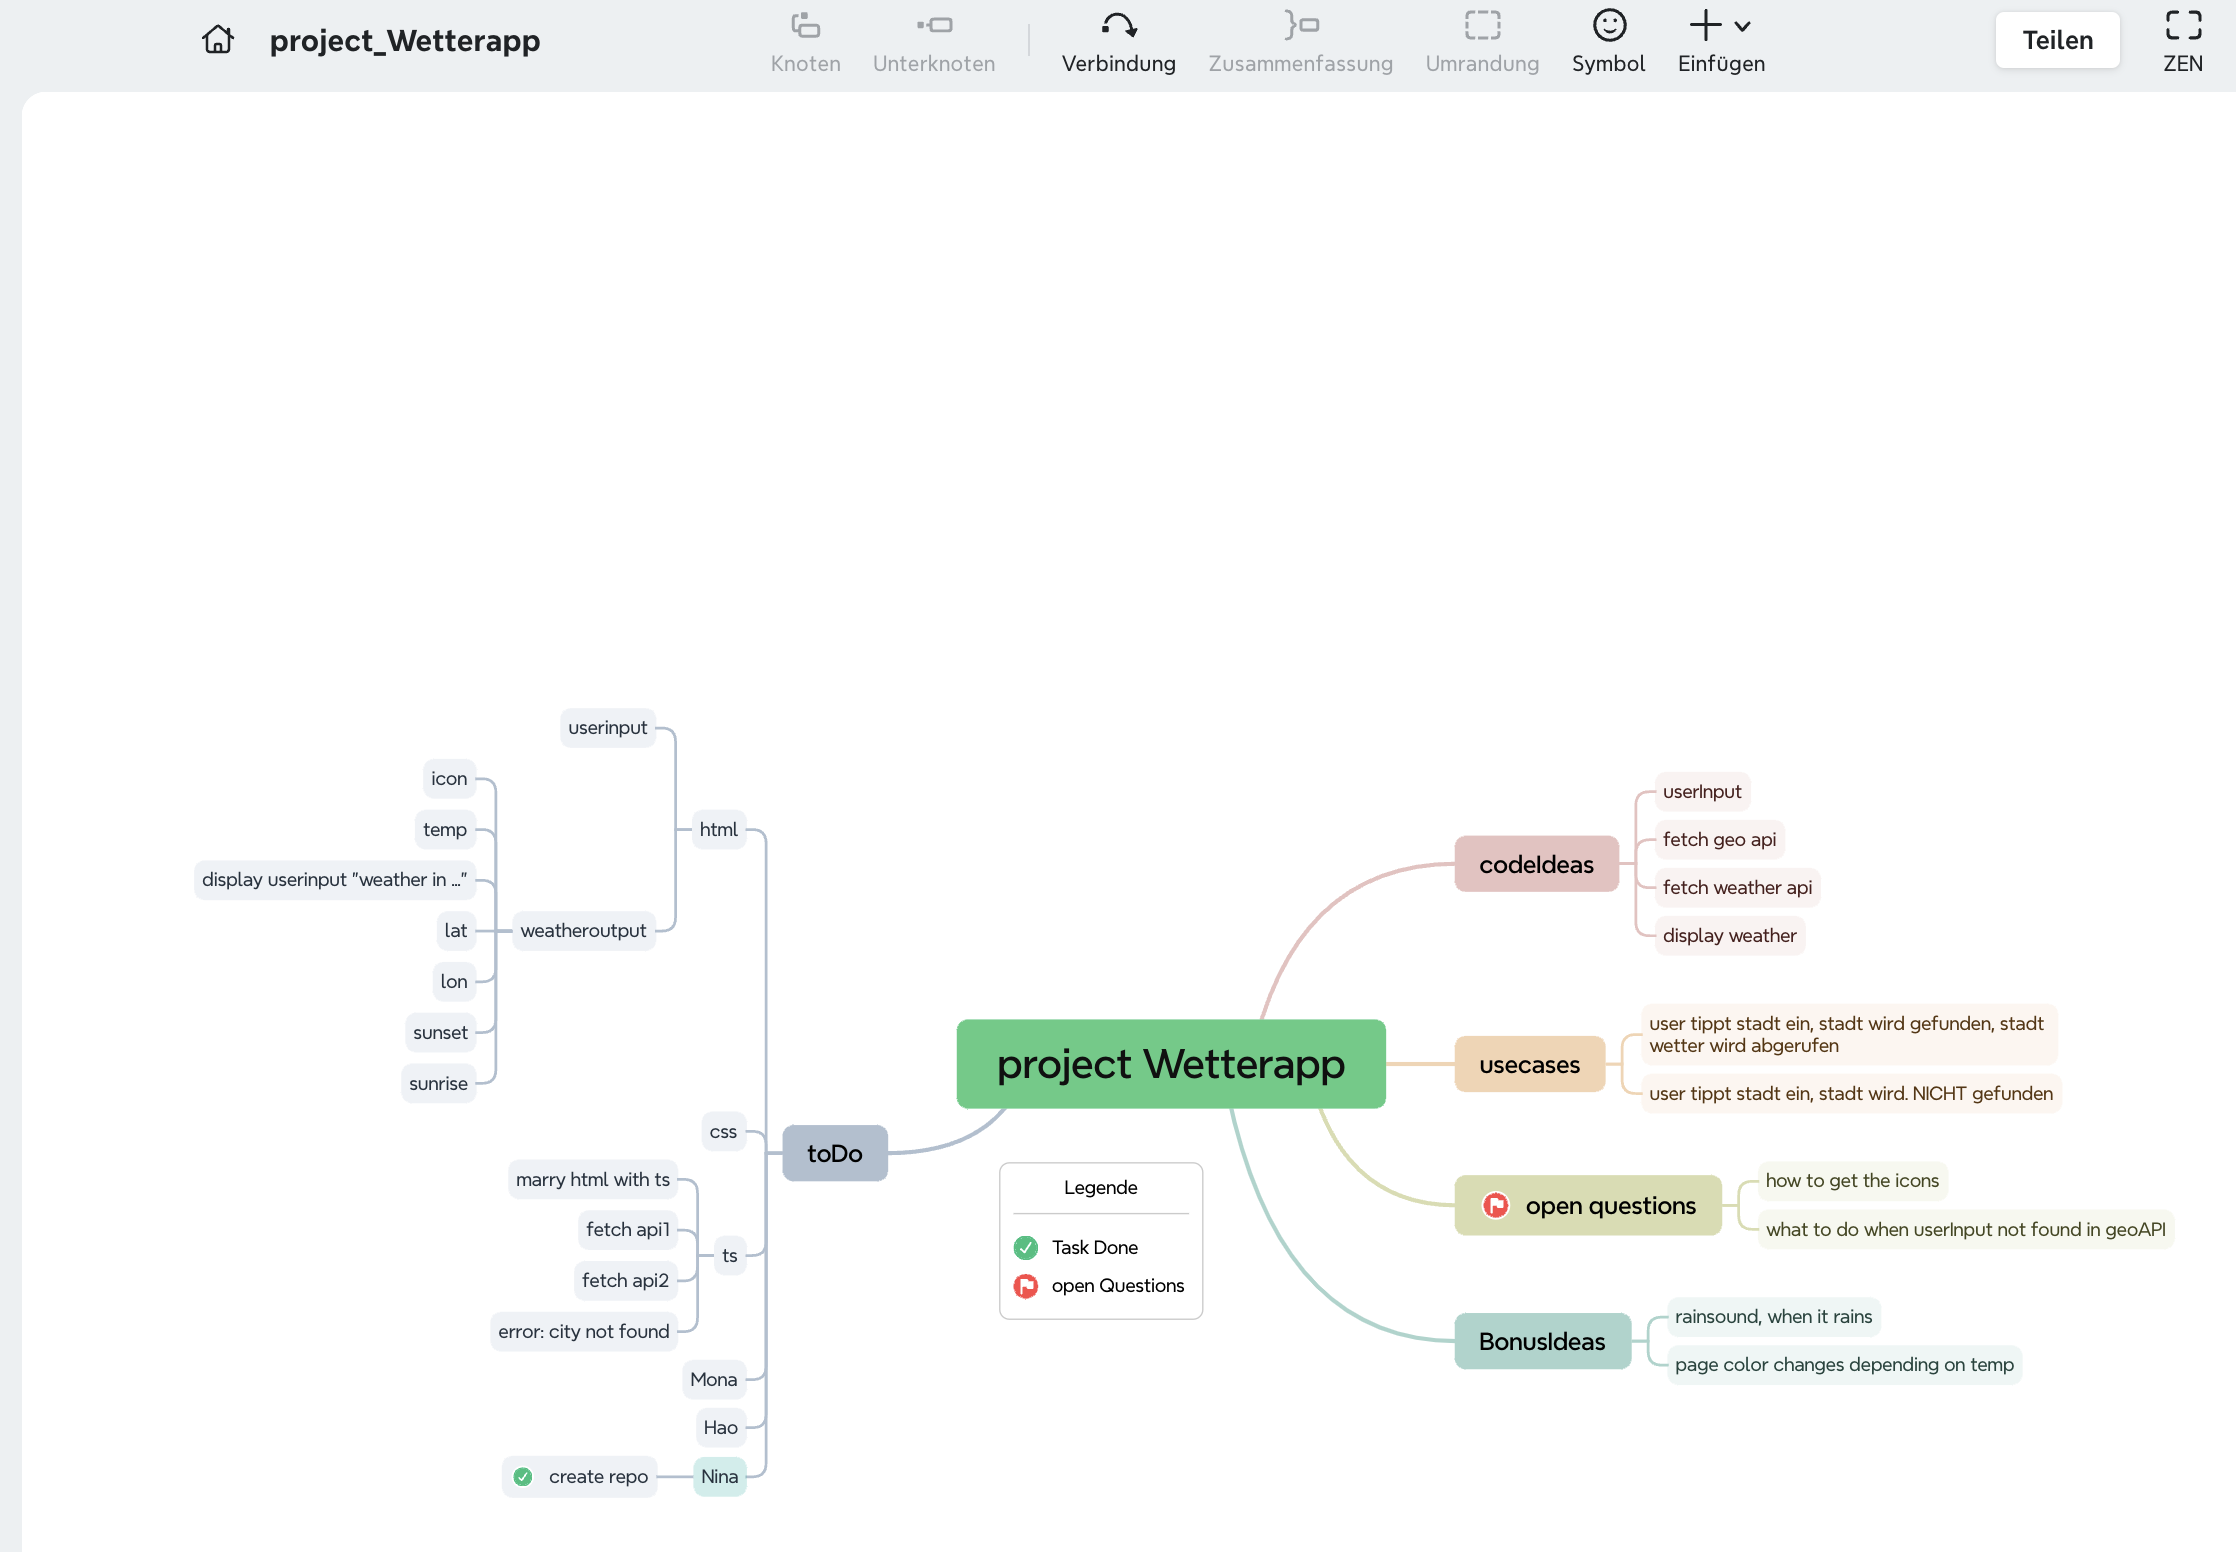 project_Wetterapp
Knoten
Unterknoten
Verbindung
Zusammenfassung
Umrandung
Symbol
Einfügen
Teilen
ZEN
userinput
icon
temp
display userinput "weather in ..."
lat
lon
sunset
sunrise
weatheroutput
html
css
marry html with ts
fetch api1
fetch api2
error: city not found
ts
Mona
Hao
create repo
Nina
toDo
project Wetterapp
Legende
Task Done
open Questions
codeIdeas
userInput
fetch geo api
fetch weather api
display weather
usecases
user tippt stadt ein, stadt wird gefunden, stadt
wetter wird abgerufen
user tippt stadt ein, stadt wird. NICHT gefunden
open questions
how to get the icons
what to do when userInput not found in geoAPI
BonusIdeas
rainsound, when it rains
page color changes depending on temp